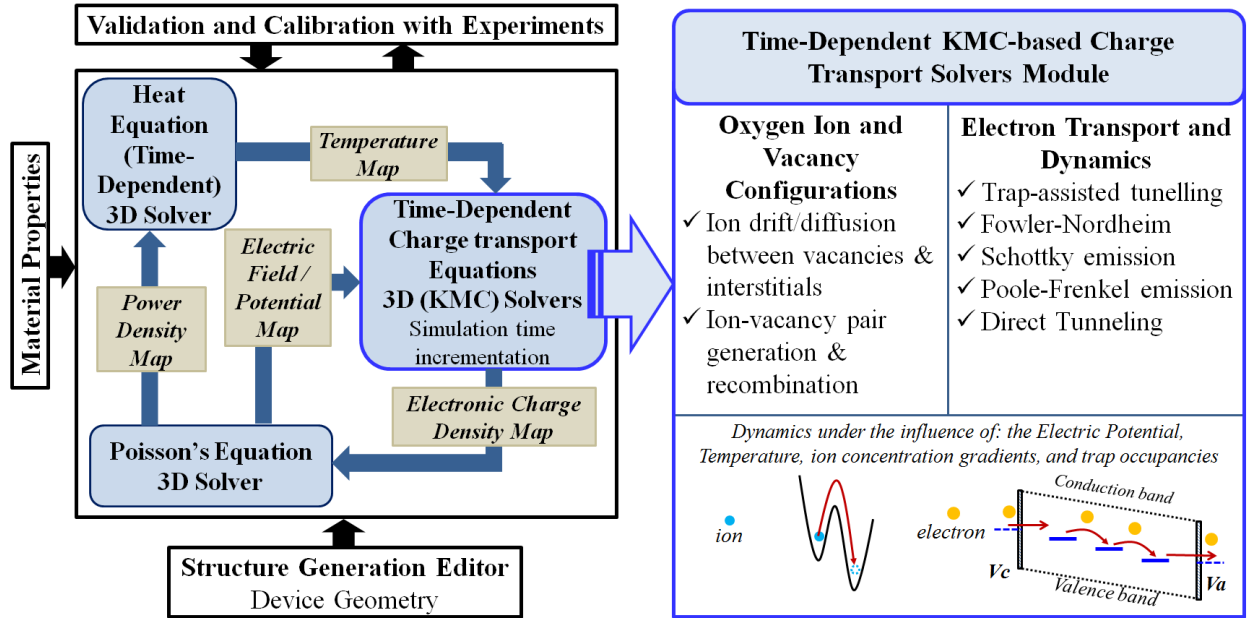 Validation and Calibration with Experiments
Material Properties
Heat
Equation
(Time-
Dependent)
3D Solver
Temperature
Map
Time-Dependent
Charge transport
Equations
3D (KMC) Solvers
Simulation time
incrementation
Electric
Field /
Potential
Map
Power
Density
Map
Electronic Charge
Density Map
Poisson's Equation
3D Solver
Structure Generation Editor
Device Geometry
Time-Dependent KMC-based Charge
Transport Solvers Module
Oxygen Ion and
Vacancy
Configurations
✓ Ion drift/diffusion
between vacancies &
interstitials
✓ Ion-vacancy pair
generation &
recombination
Electron Transport and
Dynamics
✓ Trap-assisted tunelling
✓ Fowler-Nordheim
✓ Schottky emission
✓ Poole-Frenkel emission
✓ Direct Tunneling
Dynamics under the influence of: the Electric Potential,
Temperature, ion concentration gradients, and trap occupancies
ion
electron
Conduction band
Vc
Valence band
Va